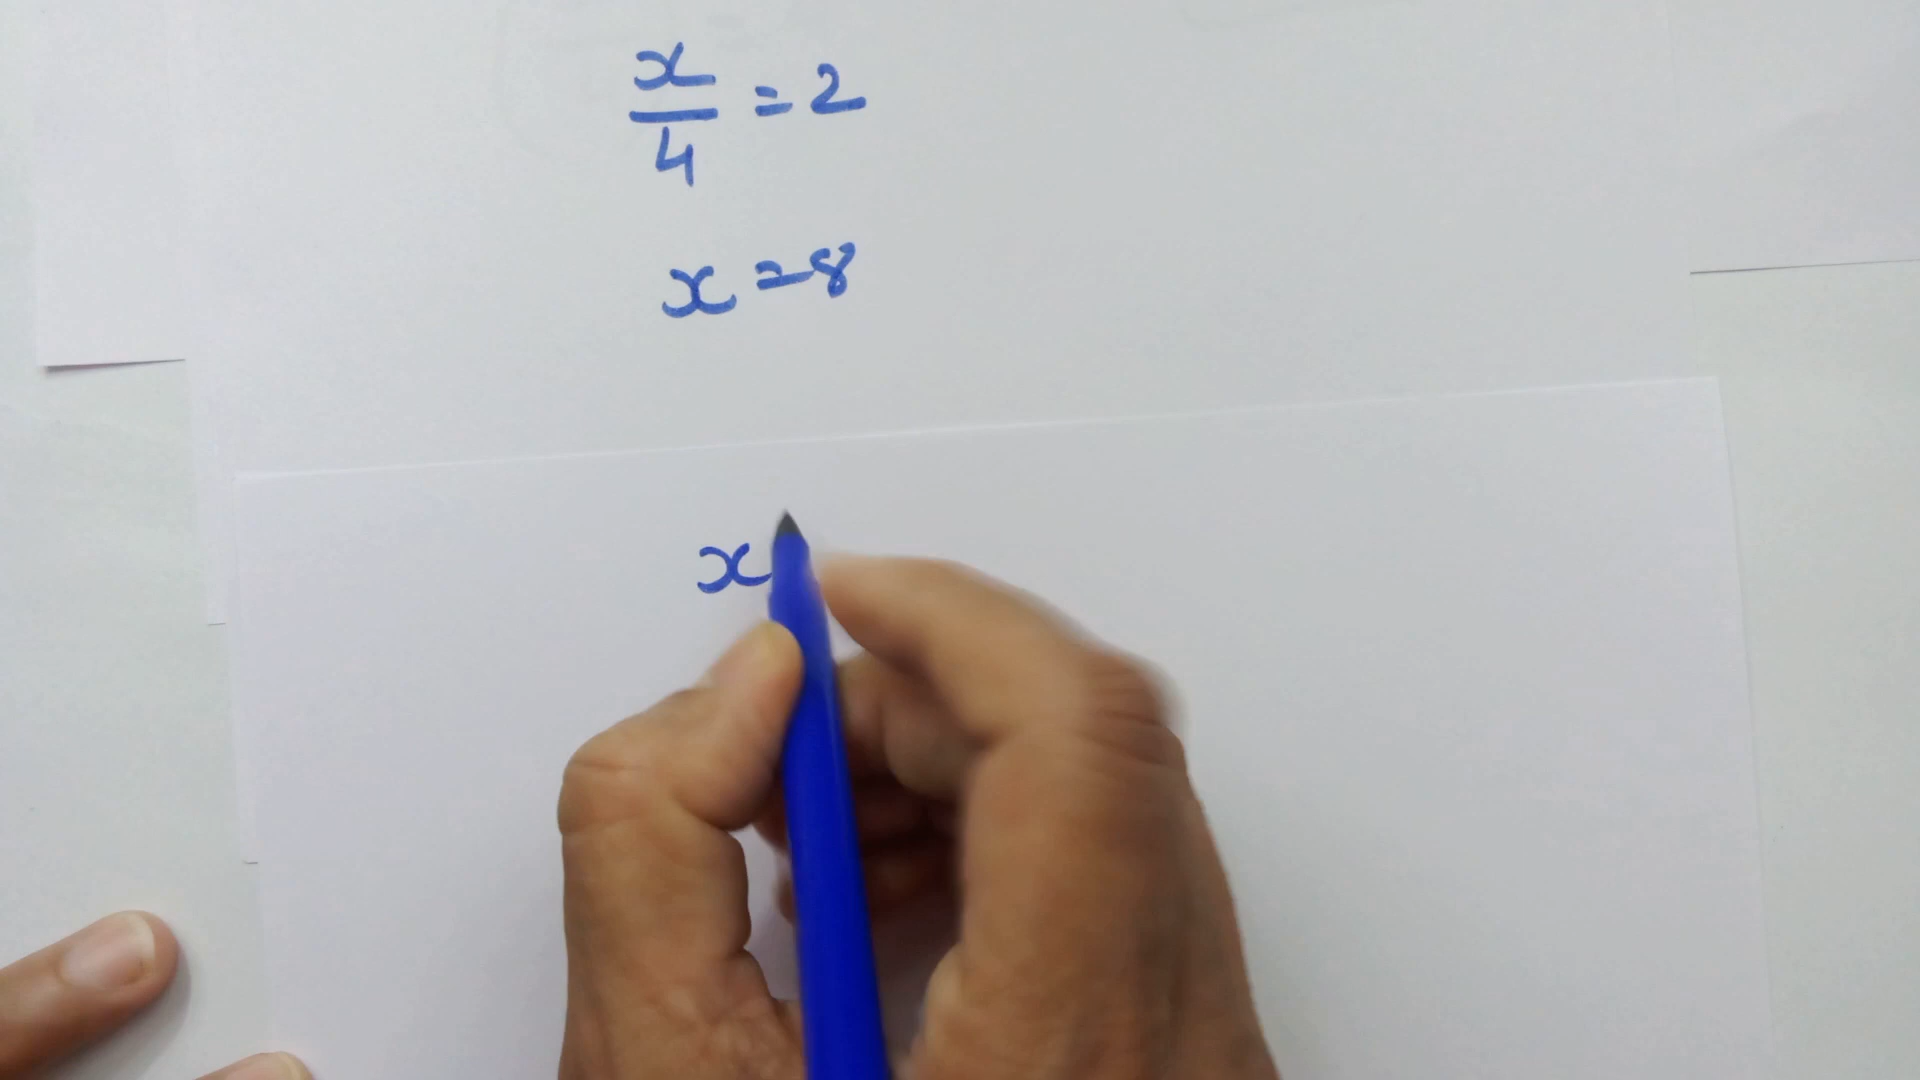 x/4 = 2
x = 8
x